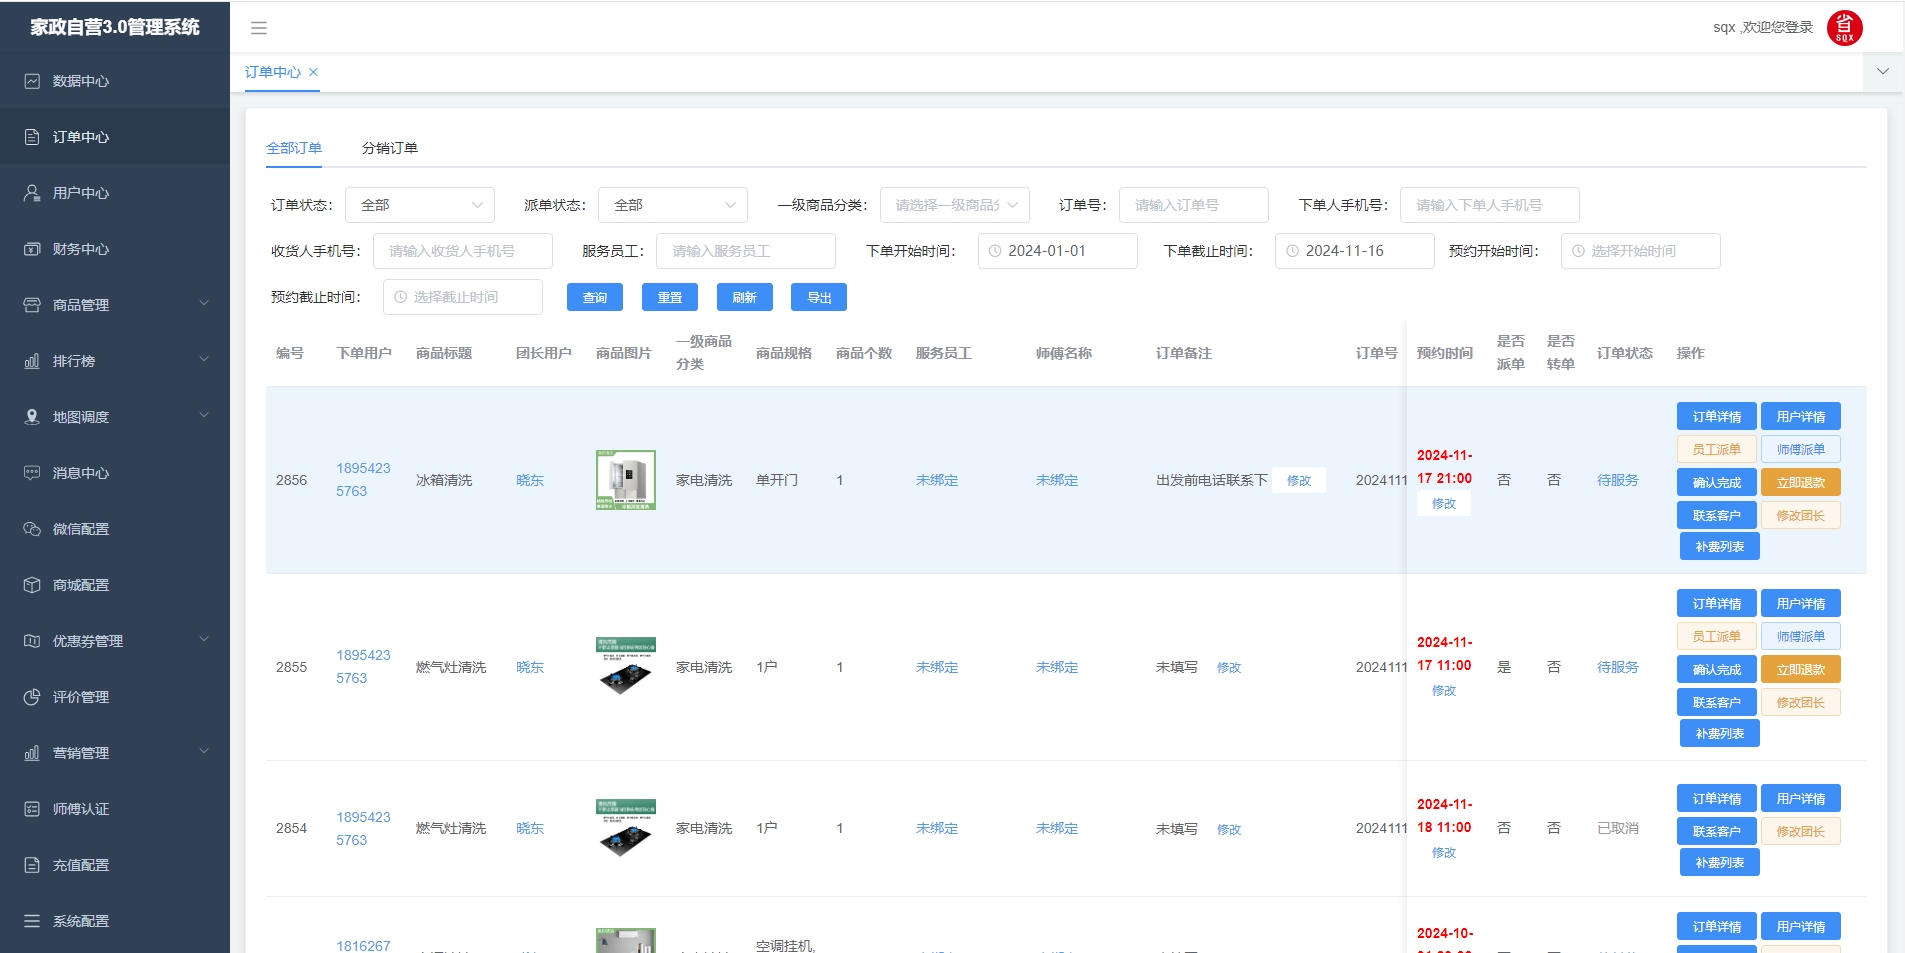 家政自营3.0管理系统
sqx ,欢迎您登录
省
SQX
数据中心
订单中心
用户中心
财务中心
商品管理
排行榜
地图调度
消息中心
微信配置
商城配置
优惠券管理
评价管理
营销管理
师傅认证
充值配置
系统配置
订单中心
全部订单 分销订单
订单状态： 全部 派单状态： 全部 一级商品分类： 请选择一级商品分 订单号： 请输入订单号 下单人手机号： 请输入下单人手机号
收货人手机号： 请输入收货人手机号 服务员工： 请输入服务员工 下单开始时间： 2024-01-01 下单截止时间： 2024-11-16 预约开始时间： 选择开始时间
预约截止时间： 选择截止时间 查询 重置 刷新 导出
编号 下单用户 商品标题 团长用户 商品图片 一级商品分类 商品规格 商品个数 服务员工 师傅名称 订单备注 订单号 预约时间 是否派单 是否转单 订单状态 操作
2856 18954235763 冰箱清洗 晓东 家电清洗 单开门 1 未绑定 未绑定 出发前电话联系下 修改 2024111 2024-11-17 21:00 修改 否 否 待服务
订单详情 用户详情
员工派单 师傅派单
确认完成 立即退款
联系客户 修改团长
补费列表
2855 18954235763 燃气灶清洗 晓东 家电清洗 1户 1 未绑定 未绑定 未填写 修改 2024111 2024-11-17 11:00 修改 是 否 待服务
订单详情 用户详情
员工派单 师傅派单
确认完成 立即退款
联系客户 修改团长
补费列表
2854 18954235763 燃气灶清洗 晓东 家电清洗 1户 1 未绑定 未绑定 未填写 修改 2024111 2024-11-18 11:00 修改 否 否 已取消
订单详情 用户详情
联系客户 修改团长
补费列表
1816267 空调挂机, 2024-10-
订单详情 用户详情